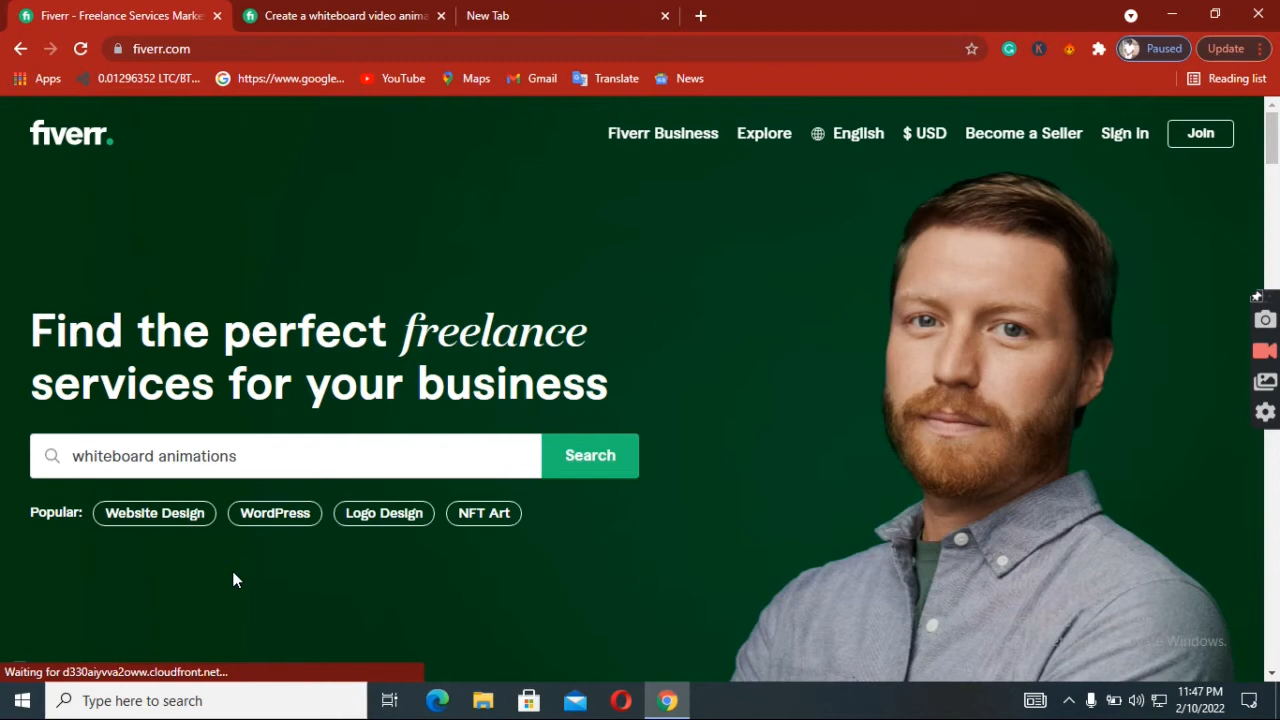 Fiverr - Freelance Services Marke
Create a whiteboard video anima
New Tab
fiverr.com
Paused
Update
Apps
0.01296352 LTC/BT...
https://www.google...
YouTube
Maps
Gmail
Translate
News
Reading list
fiverr.
Fiverr Business
Explore
English
$ USD
Become a Seller
Sign in
Join
Find the perfect freelance
services for your business
whiteboard animations
Search
Popular:
Website Design
WordPress
Logo Design
NFT Art
Windows.
Waiting for d330aiyvva2oww.cloudfront.net...
Type here to search
11:47 PM
2/10/2022